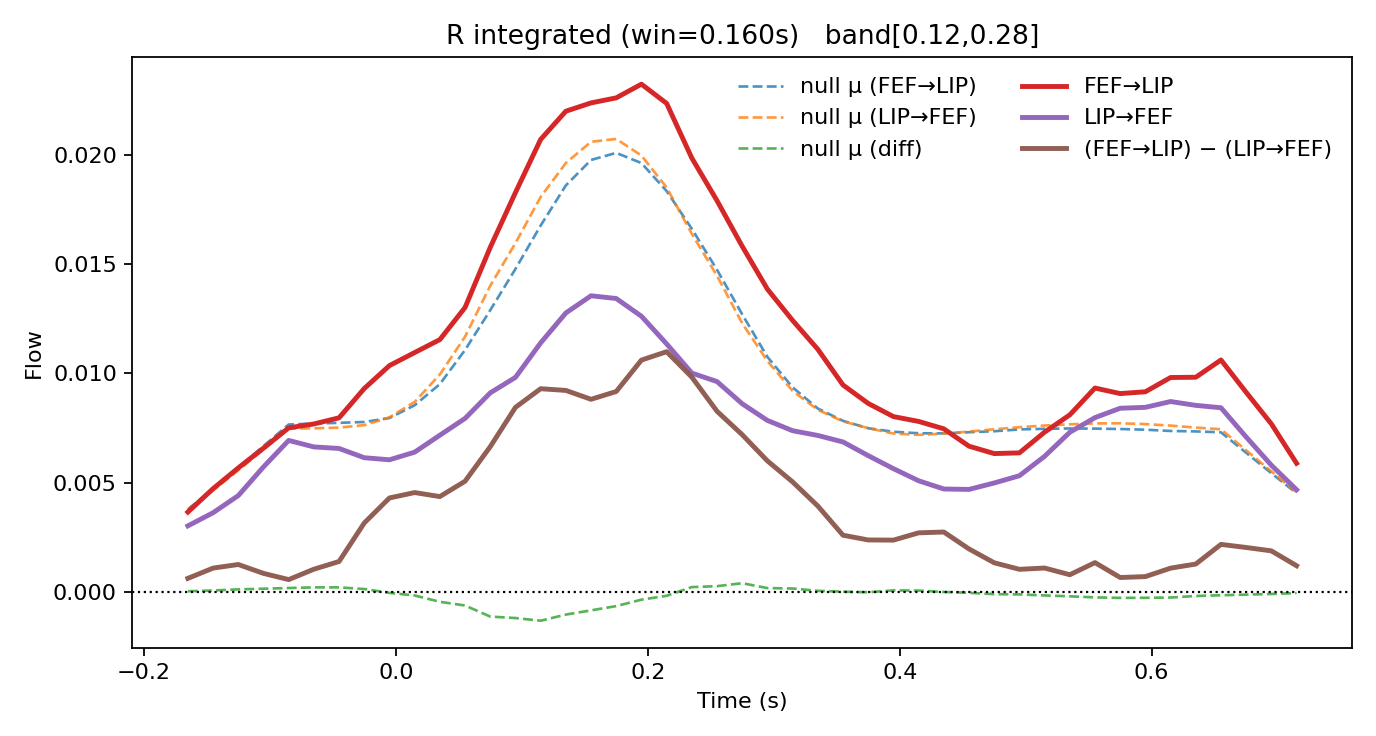 R integrated (win=0.160s)   band[0.12,0.28]
null μ (FEF→LIP)
null μ (LIP→FEF)
null μ (diff)
FEF→LIP
LIP→FEF
(FEF→LIP) − (LIP→FEF)
Flow
0.020
0.015
0.010
0.005
0.000
−0.2
0.0
0.2
0.4
0.6
Time (s)